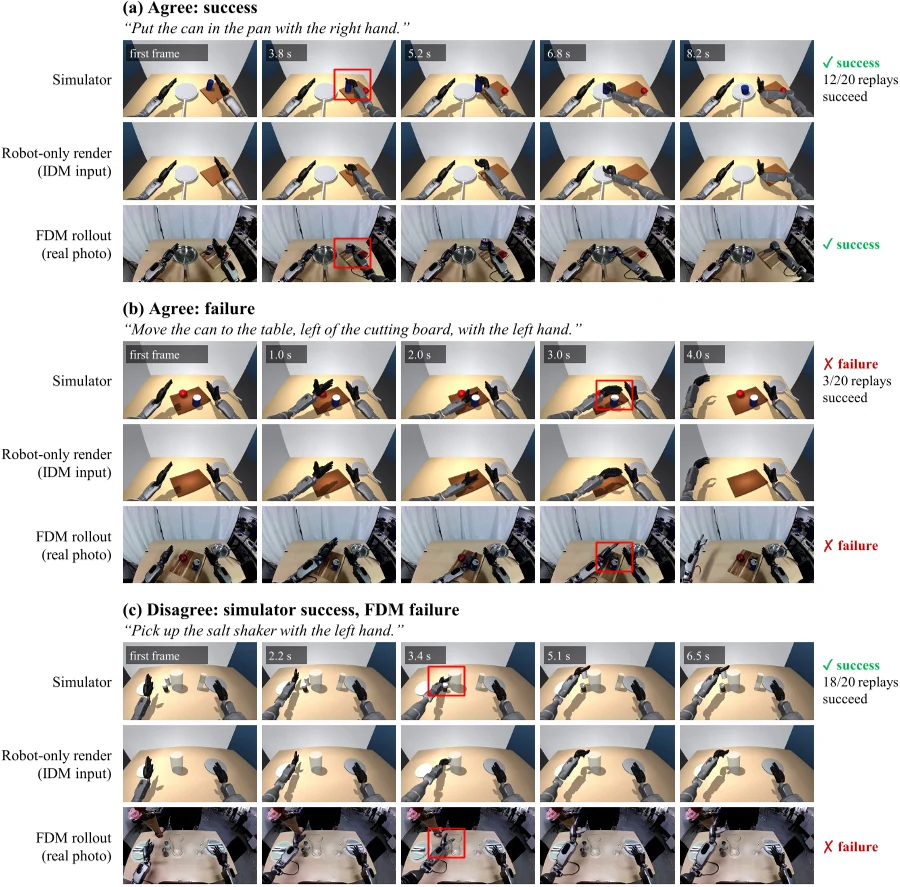 (a) Agree: success
“Put the can in the pan with the right hand.”
first frame 3.8 s 5.2 s 6.8 s 8.2 s
Simulator
✓ success
12/20 replays
succeed
Robot-only render
(IDM input)
FDM rollout
(real photo)
✓ success
(b) Agree: failure
“Move the can to the table, left of the cutting board, with the left hand.”
first frame 1.0 s 2.0 s 3.0 s 4.0 s
Simulator
✗ failure
3/20 replays
succeed
Robot-only render
(IDM input)
FDM rollout
(real photo)
✗ failure
(c) Disagree: simulator success, FDM failure
“Pick up the salt shaker with the left hand.”
first frame 2.2 s 3.4 s 5.1 s 6.5 s
Simulator
✓ success
18/20 replays
succeed
Robot-only render
(IDM input)
FDM rollout
(real photo)
✗ failure